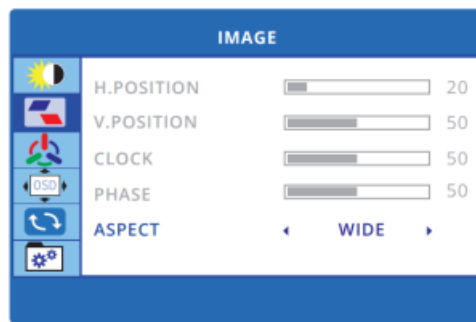 IMAGE
H.POSITION 20
V.POSITION 50
CLOCK 50
PHASE 50
OSD
ASPECT WIDE